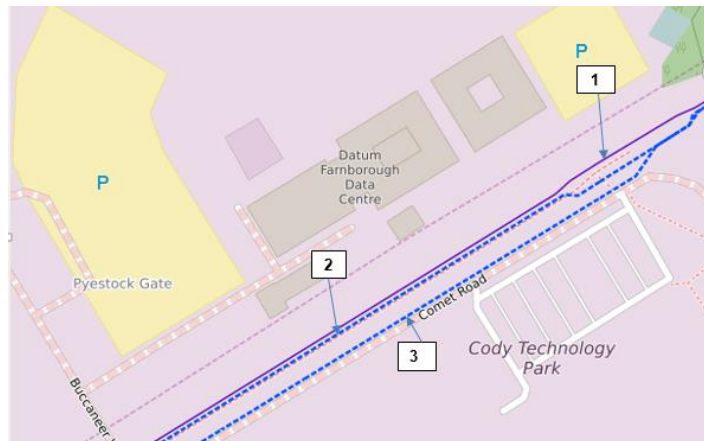 P
1
Datum
Farnborough
Data
Centre
P
2
Pyestock Gate
Comet Road
3
Cody Technology
Park
Buccaneer